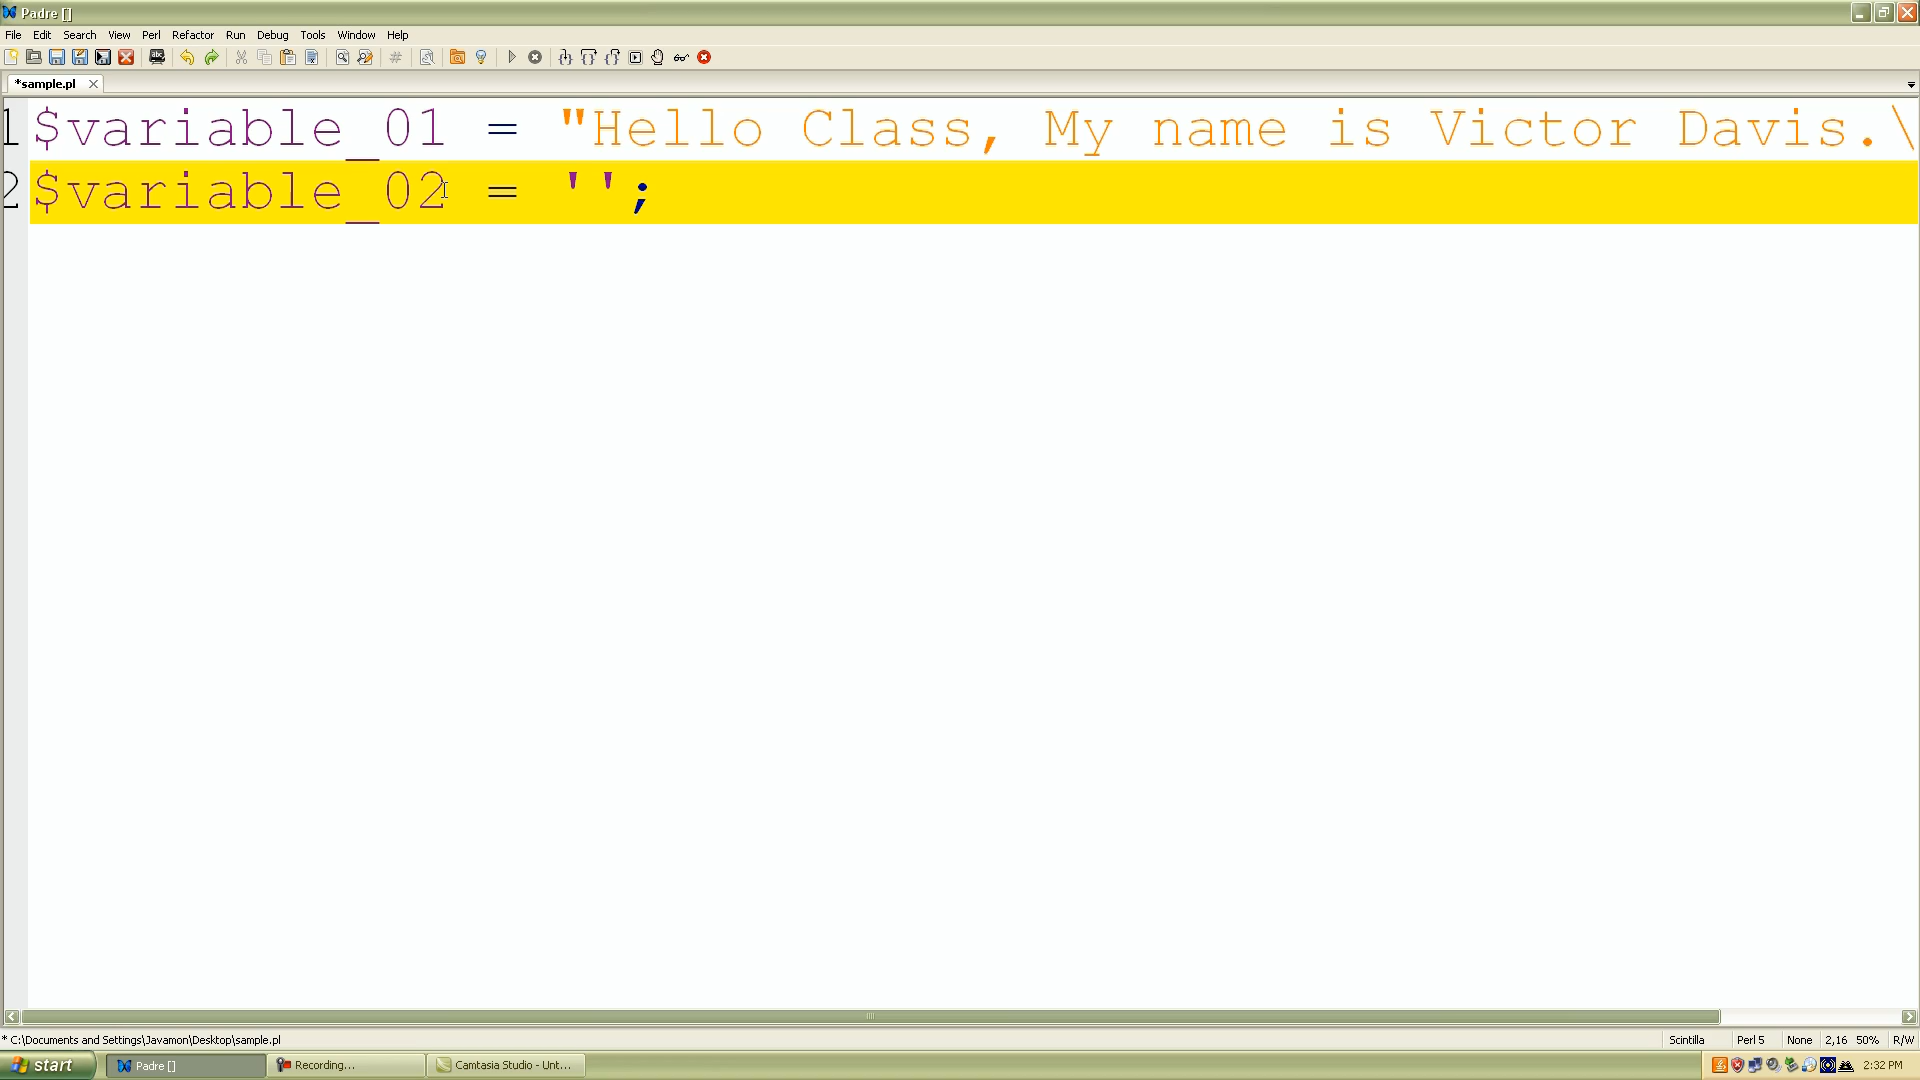 Padre []
File Edit Search View Perl Refactor Run Debug Tools Window Help
*sample.pl
1 $variable_01 = "Hello Class, My name is Victor Davis.\
2 $variable_02 = '';
* C:\Documents and Settings\Javamon\Desktop\sample.pl Scintilla Perl 5 None 2,16 50% R/W
start Padre [] Recording... Camtasia Studio - Unt... 2:32 PM